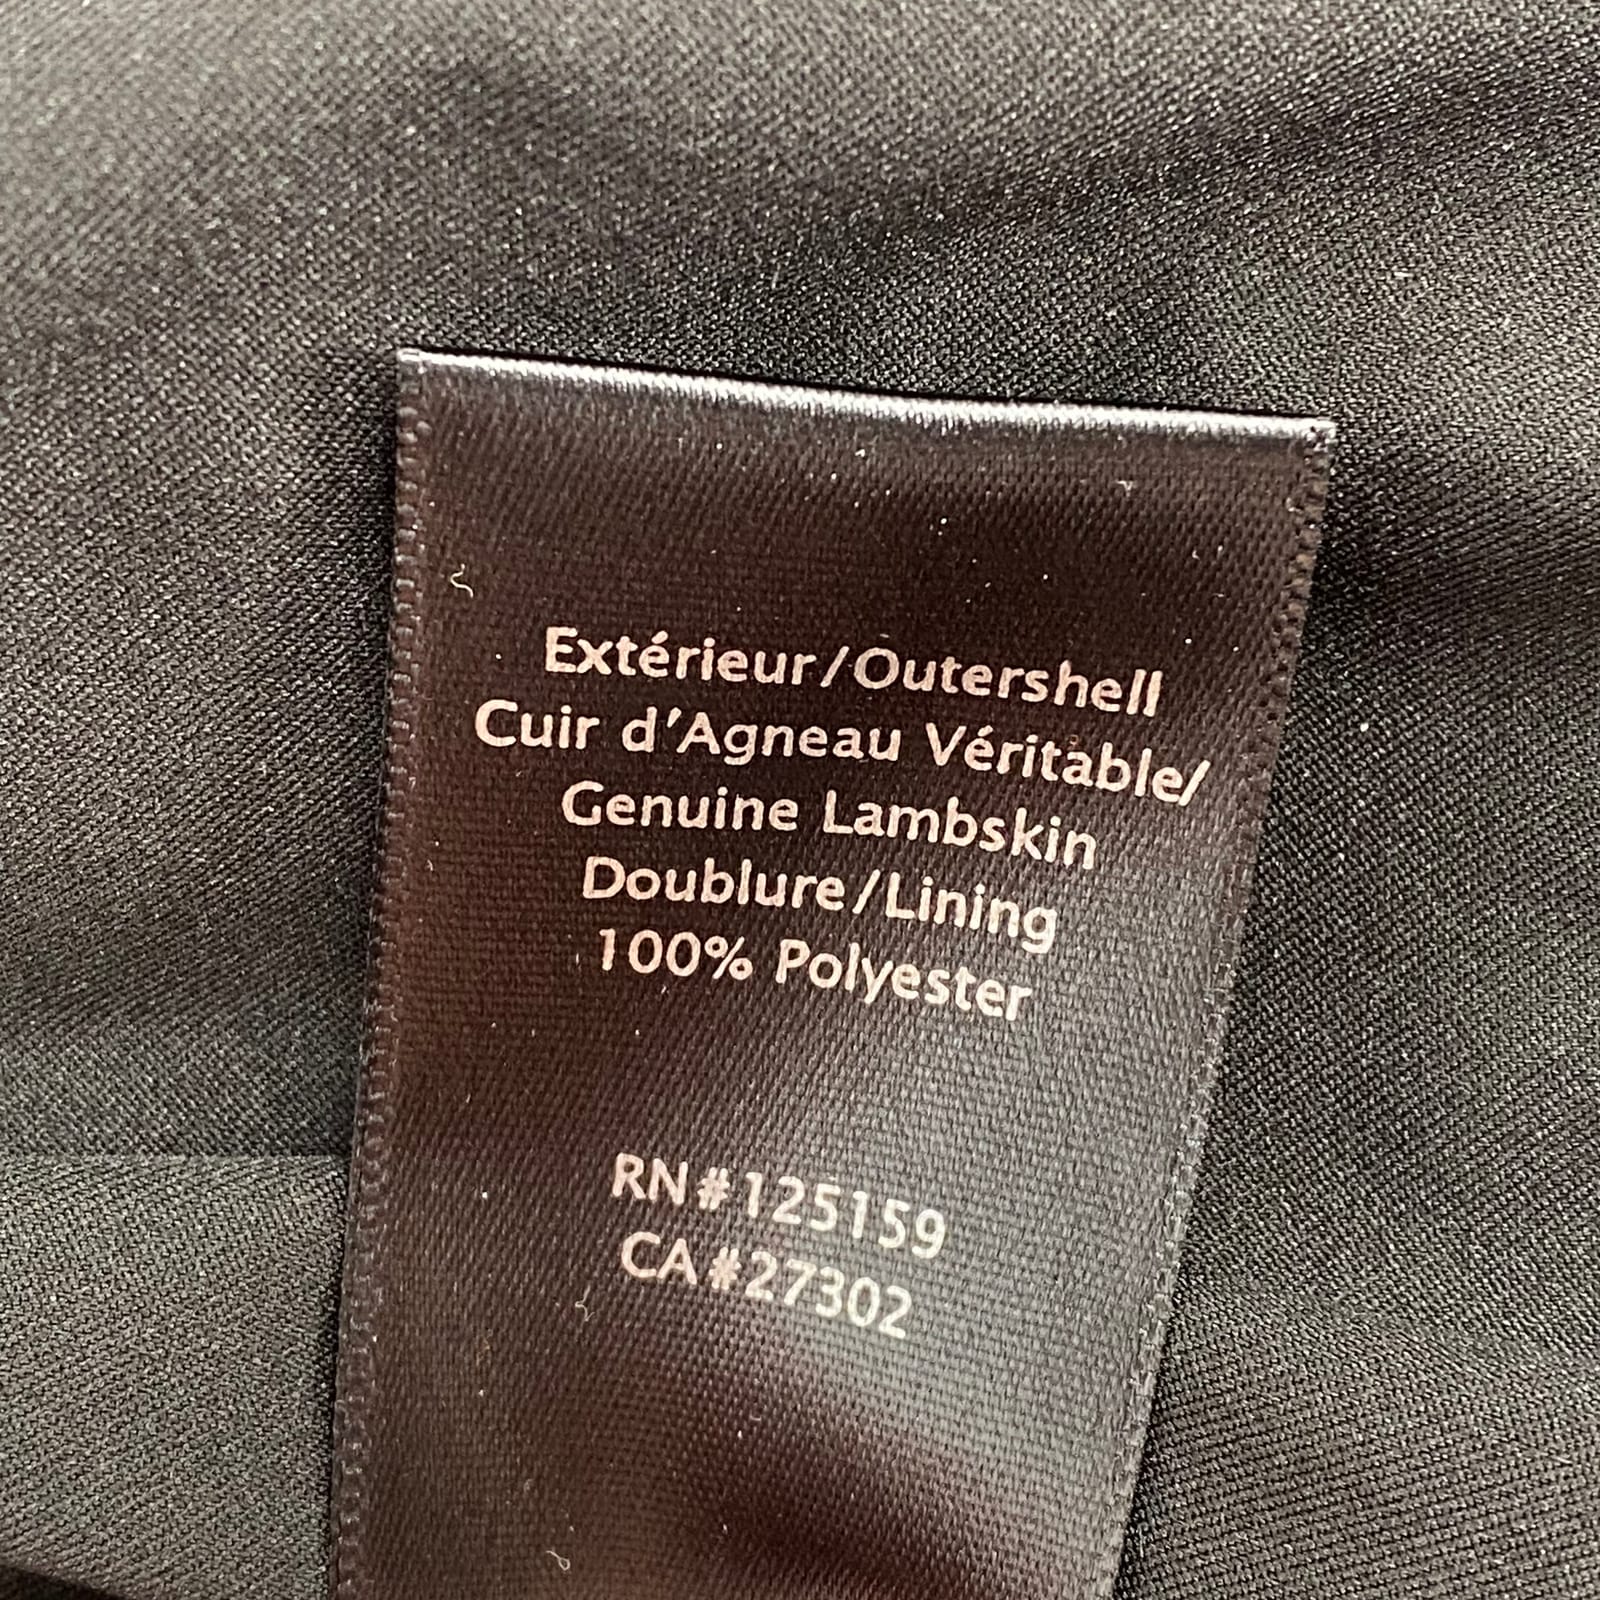 Extérieur/Outershell
Cuir d'Agneau Véritable/
Genuine Lambskin
Doublure/Lining
100% Polyester
RN#125159
CA#27302